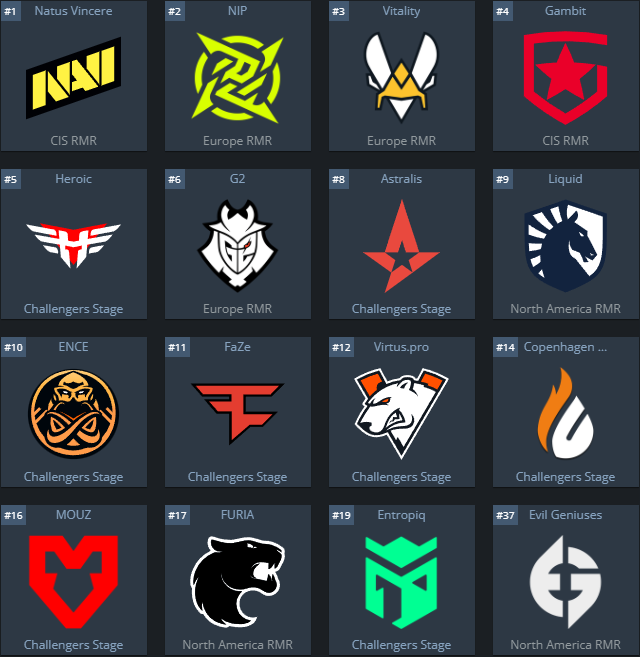 #1 Natus Vincere
NAVI
CIS RMR
#2 NIP
Europe RMR
#3 Vitality
Europe RMR
#4 Gambit
CIS RMR
#5 Heroic
Challengers Stage
#6 G2
G2
Europe RMR
#8 Astralis
Challengers Stage
#9 Liquid
North America RMR
#10 ENCE
Challengers Stage
#11 FaZe
Challengers Stage
#12 Virtus.pro
Challengers Stage
#14 Copenhagen ...
Challengers Stage
#16 MOUZ
Challengers Stage
#17 FURIA
North America RMR
#19 Entropiq
Challengers Stage
#37 Evil Geniuses
EG
North America RMR